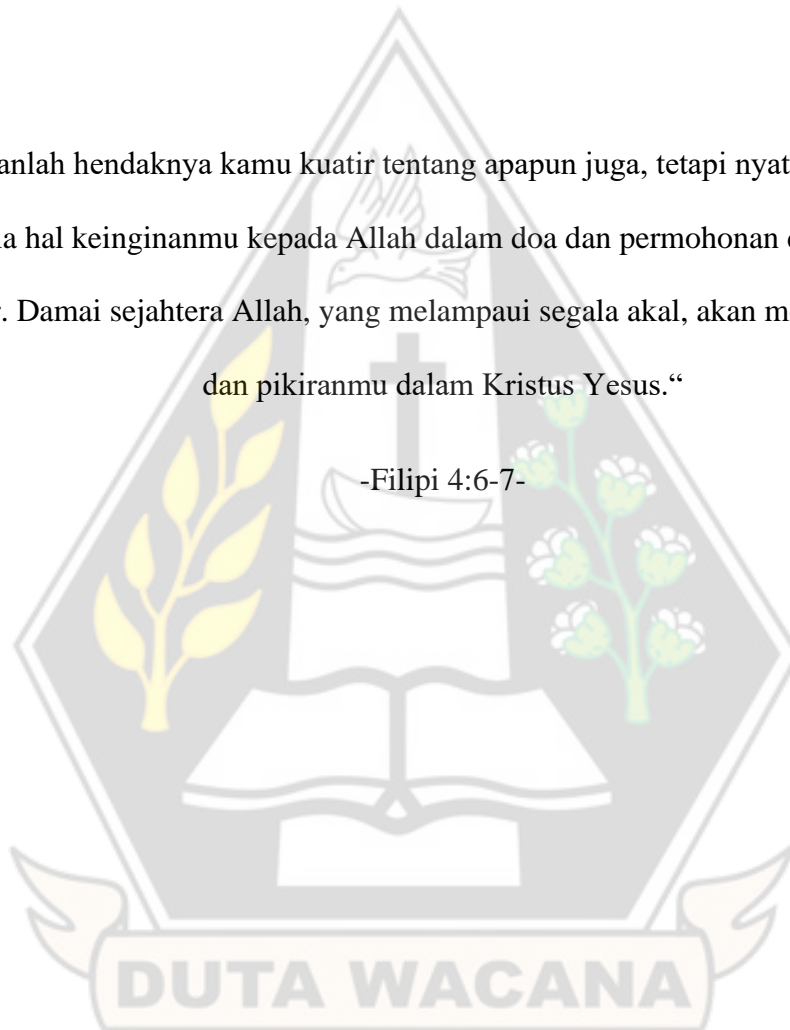 anlah hendaknya kamu kuatir tentang apapun juga, tetapi nyat
a hal keinginanmu kepada Allah dalam doa dan permohonan
. Damai sejahtera Allah, yang melampaui segala akal, akan m
dan pikiranmu dalam Kristus Yesus.“
-Filipi 4:6-7-
DUTA WACANA